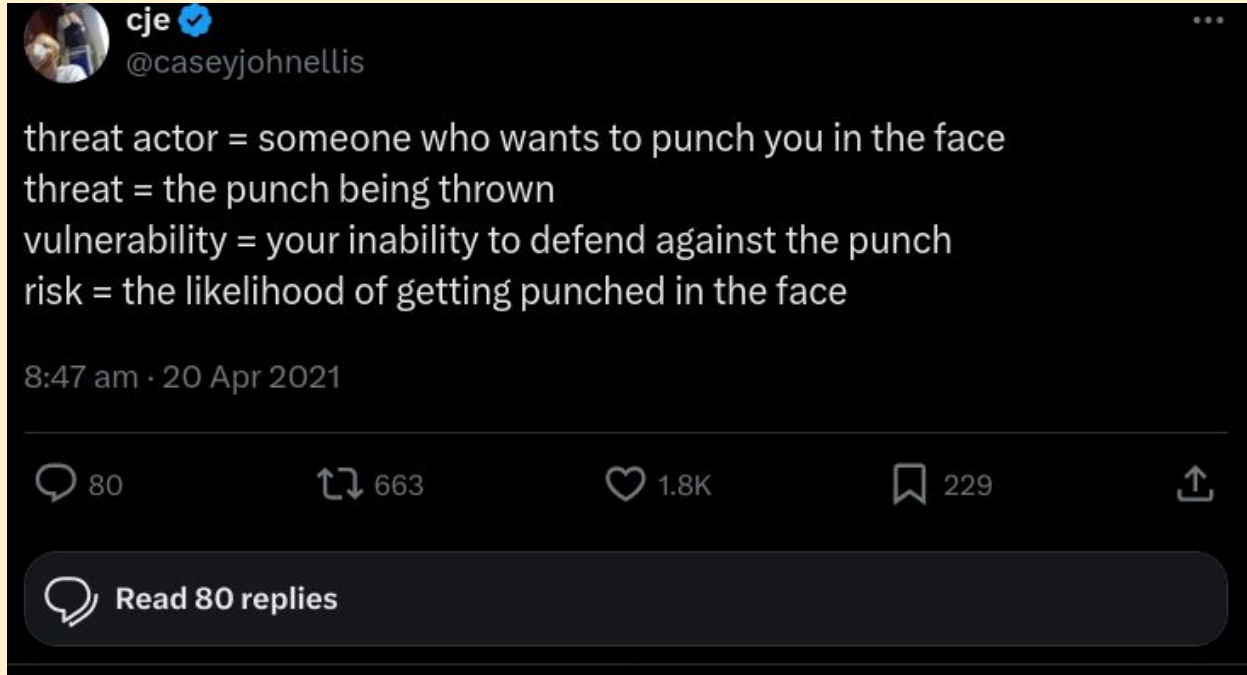 cje
@caseyjohnellis
threat actor = someone who wants to punch you in the face
threat = the punch being thrown
vulnerability = your inability to defend against the punch
risk = the likelihood of getting punched in the face
8:47 am · 20 Apr 2021
80 663 1.8K 229
Read 80 replies